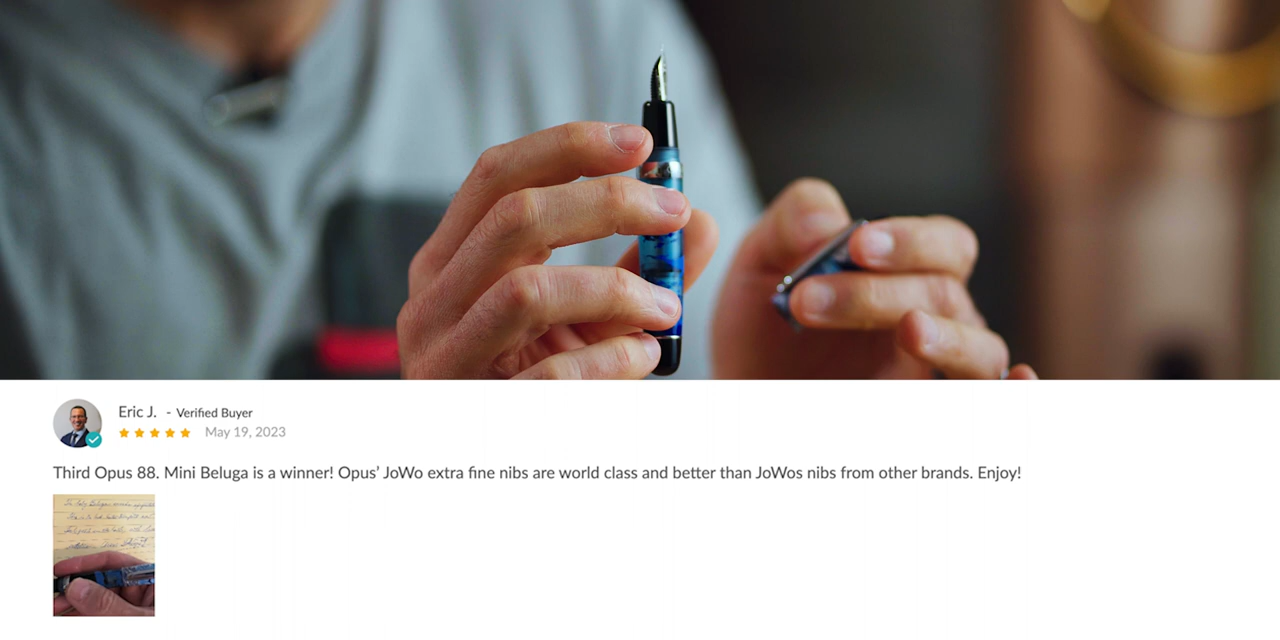 Eric J. - Verified Buyer
May 19, 2023
Third Opus 88. Mini Beluga is a winner! Opus' JoWo extra fine nibs are world class and better than JoWos nibs from other brands. Enjoy!